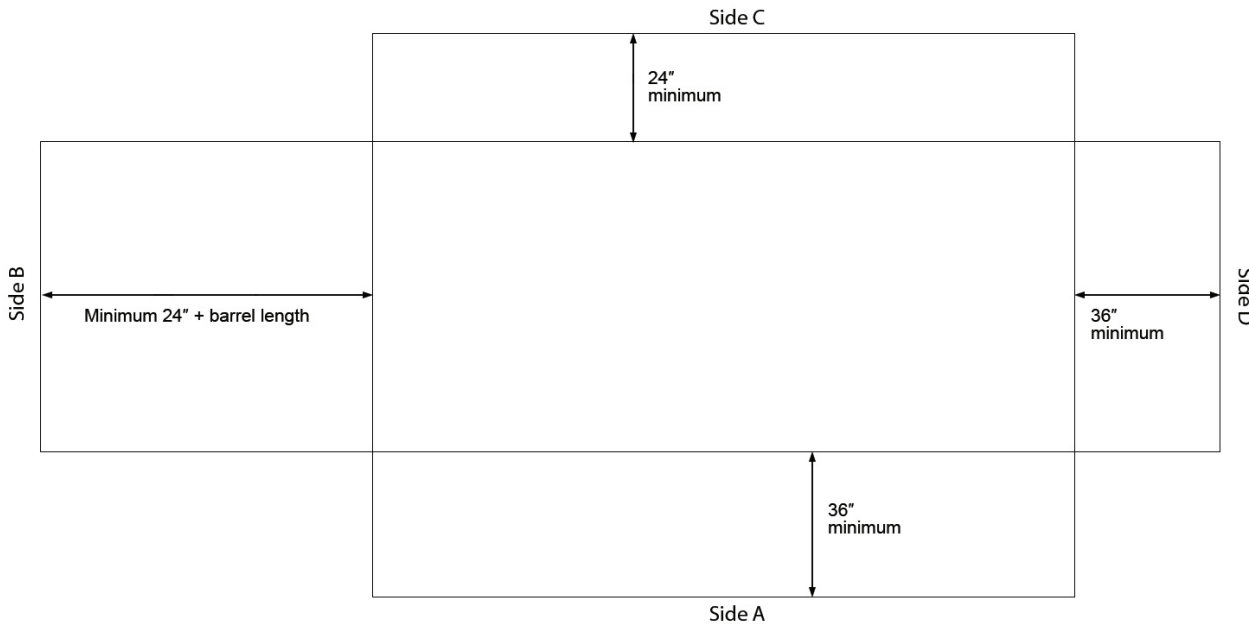 Side C
24″
minimum
Side B
Minimum 24″ + barrel length
36″
minimum
Side D
36″
minimum
Side A